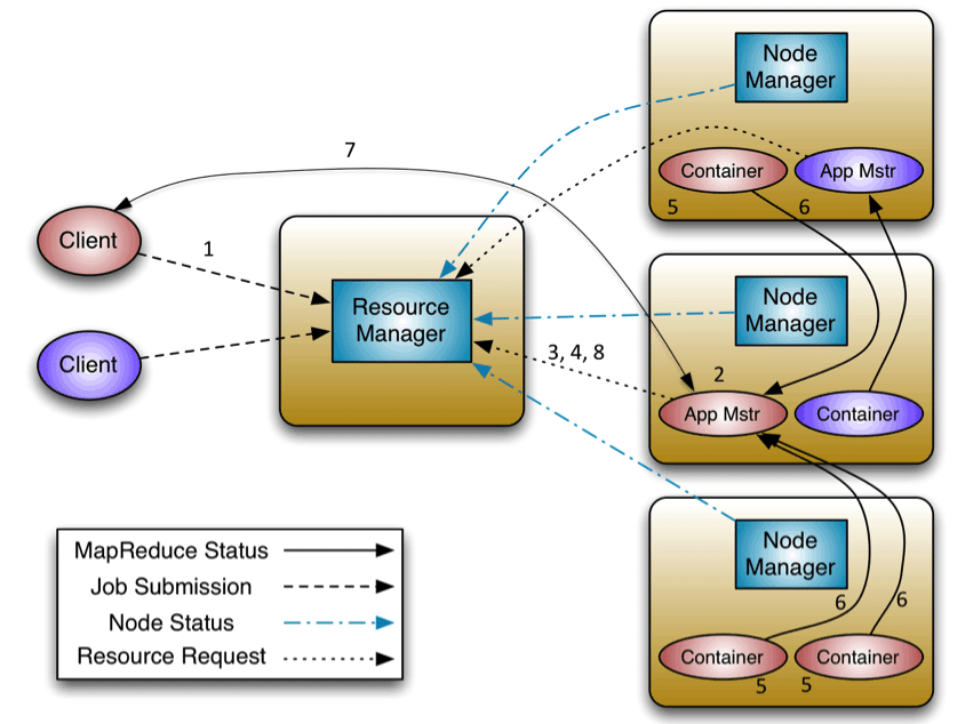 7
Client
1
Client
Resource
Manager
3, 4, 8
Node
Manager
Container
App Mstr
5
6
Node
Manager
2
App Mstr
Container
Node
Manager
6
6
Container
Container
5
5
MapReduce Status
Job Submission
Node Status
Resource Request